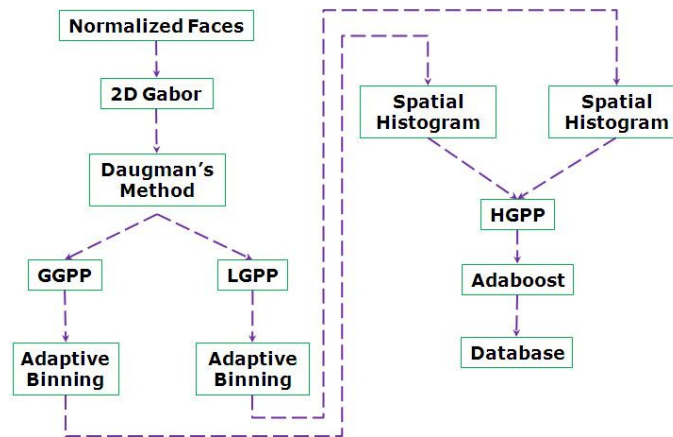 Normalized Faces
2D Gabor
Daugman's
Method
GGPP
LGPP
Adaptive
Binning
Adaptive
Binning
Spatial
Histogram
Spatial
Histogram
HGPP
Adaboost
Database